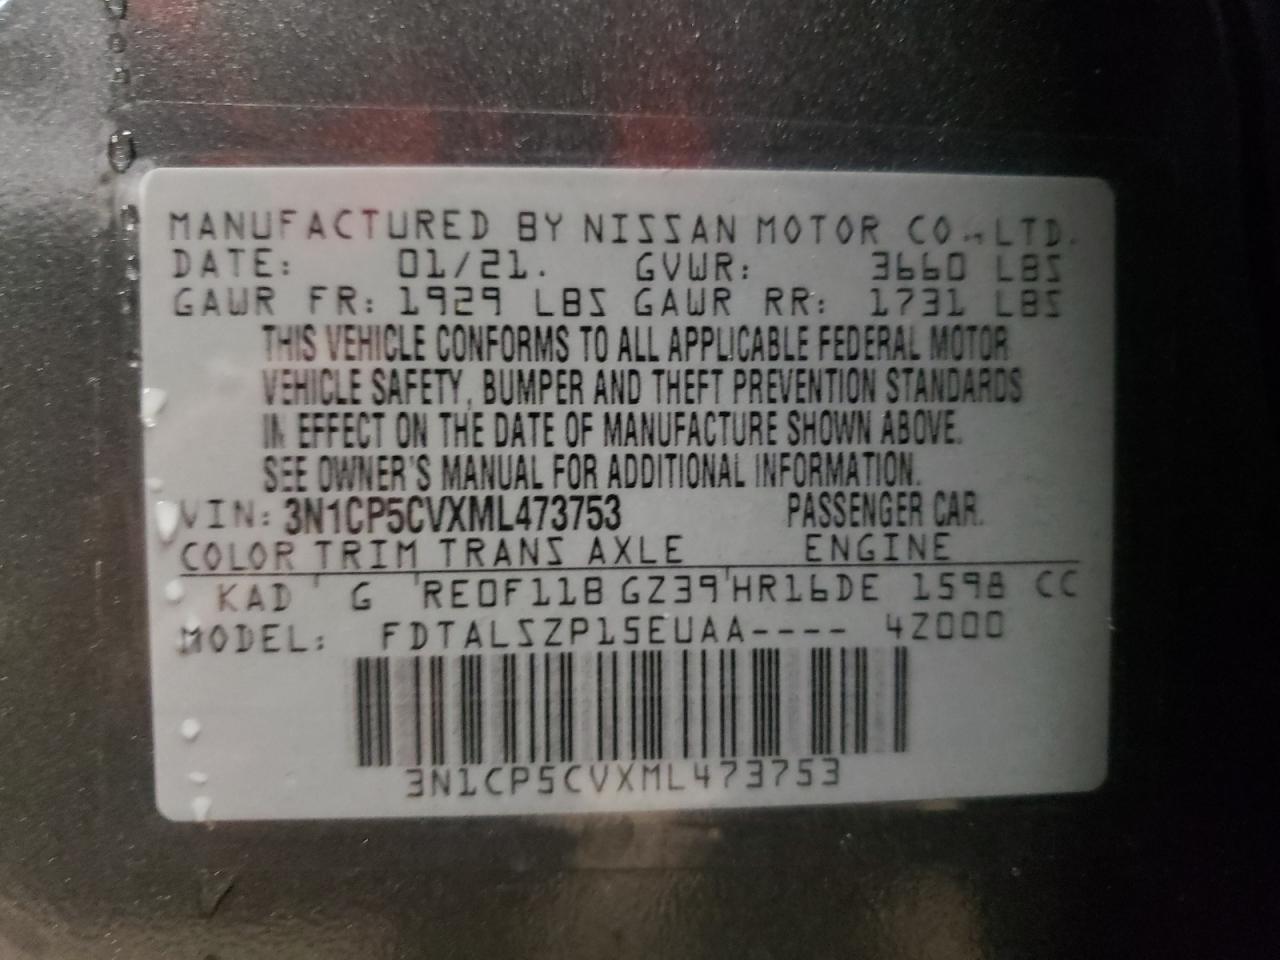 MANUFACTURED BY NISSAN MOTOR CO.,LTD.
DATE: 01/21. GVWR: 3660 LBS
GAWR FR: 1929 LBS GAWR RR: 1731 LBS
THIS VEHICLE CONFORMS TO ALL APPLICABLE FEDERAL MOTOR
VEHICLE SAFETY, BUMPER AND THEFT PREVENTION STANDARDS
IN EFFECT ON THE DATE OF MANUFACTURE SHOWN ABOVE.
SEE OWNER'S MANUAL FOR ADDITIONAL INFORMATION.
VIN: 3N1CP5CVXML473753 PASSENGER CAR.
COLOR TRIM TRANS AXLE ENGINE
KAD ' G 'RE0F11B GZ39'HR16DE 1598 CC
MODEL: FDTALSZP15EUAA---- 42000
3N1CP5CVXML473753